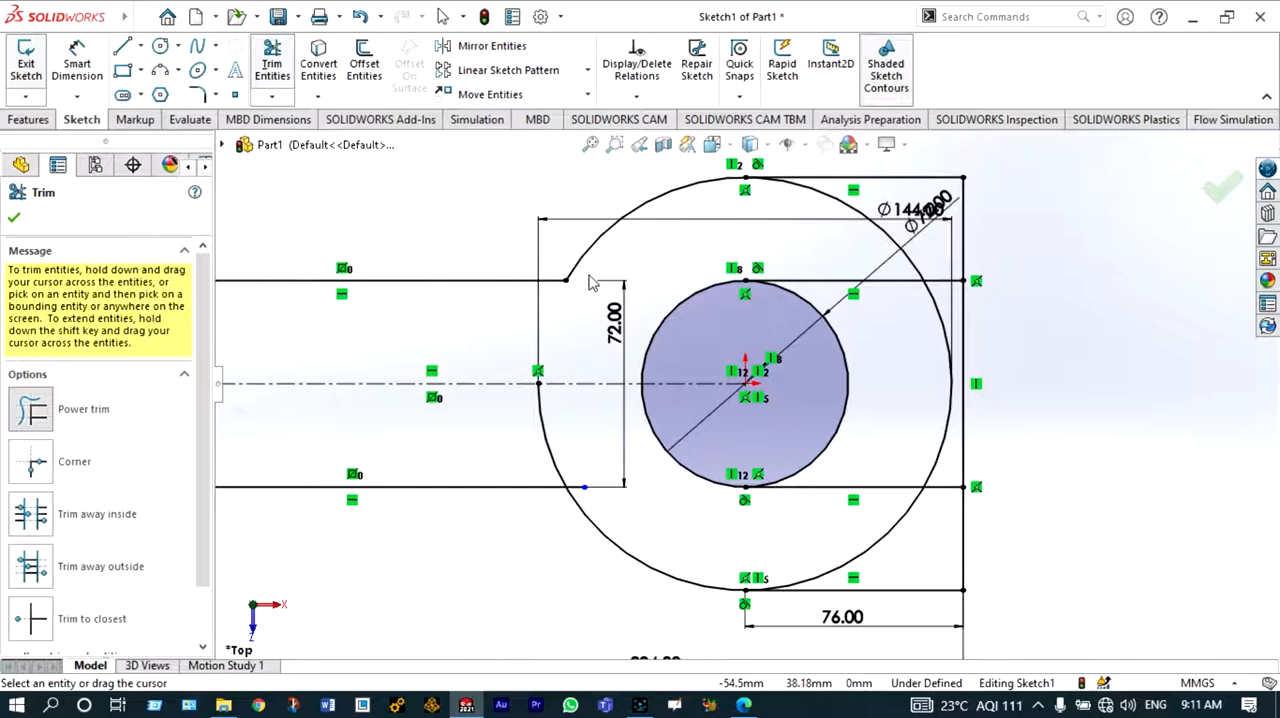 SOLIDWORKS
Sketch1 of Part1 *
Search Commands
Exit Sketch
Smart Dimension
Trim Entities
Convert Entities
Offset Entities
Offset On Surface
Mirror Entities
Linear Sketch Pattern
Move Entities
Display/Delete Relations
Repair Sketch
Quick Snaps
Rapid Sketch
Instant2D
Shaded Sketch Contours
Features
Sketch
Markup
Evaluate
MBD Dimensions
SOLIDWORKS Add-Ins
Simulation
MBD
SOLIDWORKS CAM
SOLIDWORKS CAM TBM
Analysis Preparation
SOLIDWORKS Inspection
SOLIDWORKS Plastics
Flow Simulation
Part1 (Default<<Default>...
Trim
Message
To trim entities, hold down and drag
your cursor across the entities, or
pick on an entity and then pick on a
bounding entity or anywhere on the
screen. To extend entities, hold
down the shift key and drag your
cursor across the entities.
Options
Power trim
Corner
Trim away inside
Trim away outside
Trim to closest
72.00
76.00
X
Z
*Top
Model
3D Views
Motion Study 1
Select an entity or drag the cursor
-54.5mm
38.18mm
0mm
Under Defined
Editing Sketch1
MMGS
23°C AQI 111
ENG
9:11 AM